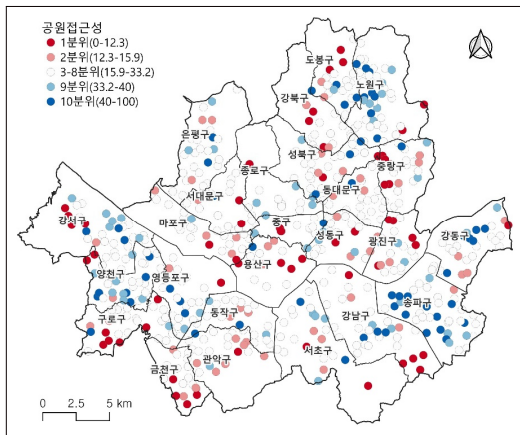 공원접근성
1분위(0-12.3)
2분위(12.3-15.9)
3-8분위(15.9-33.2)
9분위(33.2-40)
10분위(40-100)
도봉구
노원구
강북구
은평구
성북구
중랑구
종로구
동대문구
서대문구
강서구
마포구
중구
성동구
광진구
강동구
양천구
영등포구
용산구
송파구
구로구
동작구
강남구
서초구
금천구
관악구
0 2.5 5 km